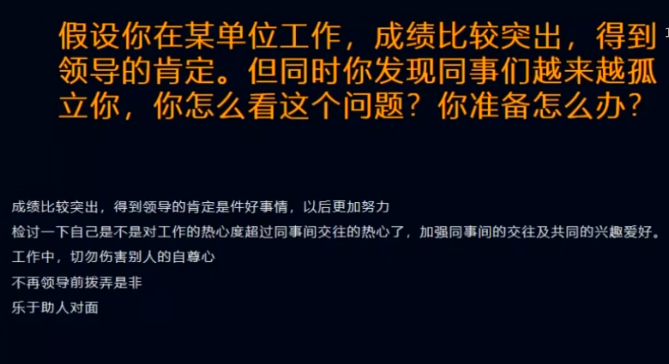 假设你在某单位工作，成绩比较突出，得到
领导的肯定。但同时你发现同事们越来越孤
立你，你怎么看这个问题？你准备怎么办？
成绩比较突出，得到领导的肯定是件好事情，以后更加努力
检讨一下自己是不是对工作的热心度超过同事间交往的热心了，加强同事间的交往及共同的兴趣爱好。
工作中，切勿伤害别人的自尊心
不再领导前拨弄是非
乐于助人对面